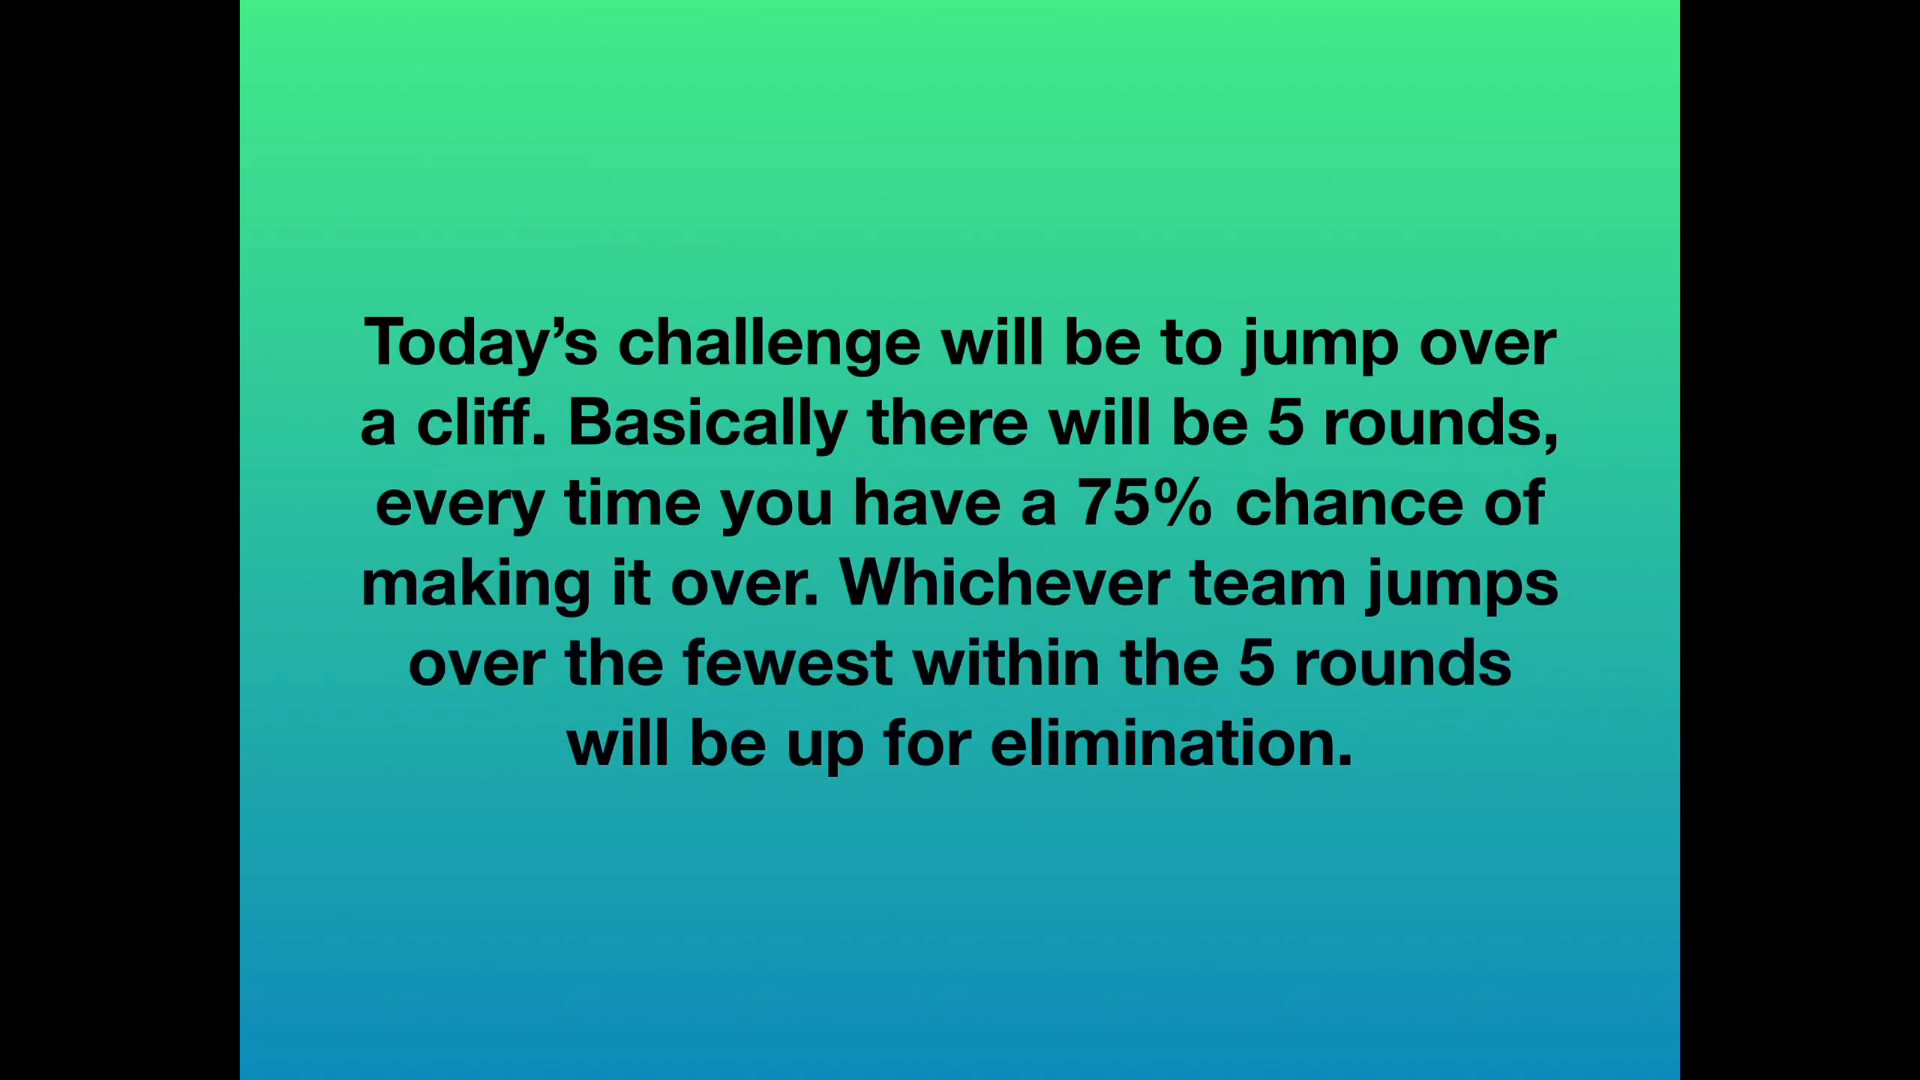 Today’s challenge will be to jump over
a cliff. Basically there will be 5 rounds,
every time you have a 75% chance of
making it over. Whichever team jumps
over the fewest within the 5 rounds
will be up for elimination.